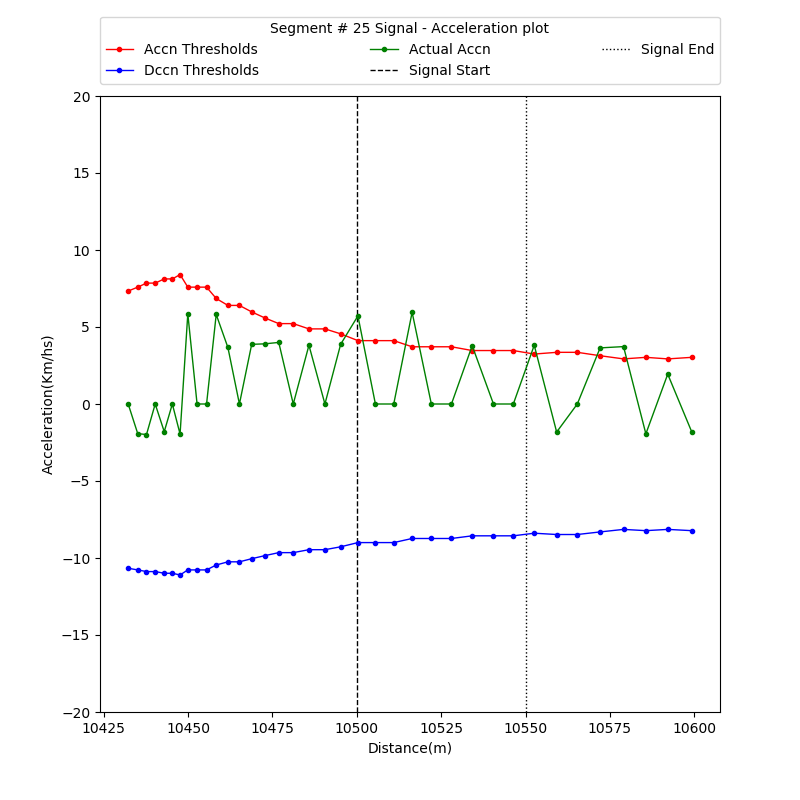 Segment # 25 Signal - Acceleration plot
Accn Thresholds
Dccn Thresholds
Actual Accn
Signal Start
Signal End
20
15
10
5
0
−5
−10
−15
−20
Acceleration(Km/hs)
10425 10450 10475 10500 10525 10550 10575 10600
Distance(m)